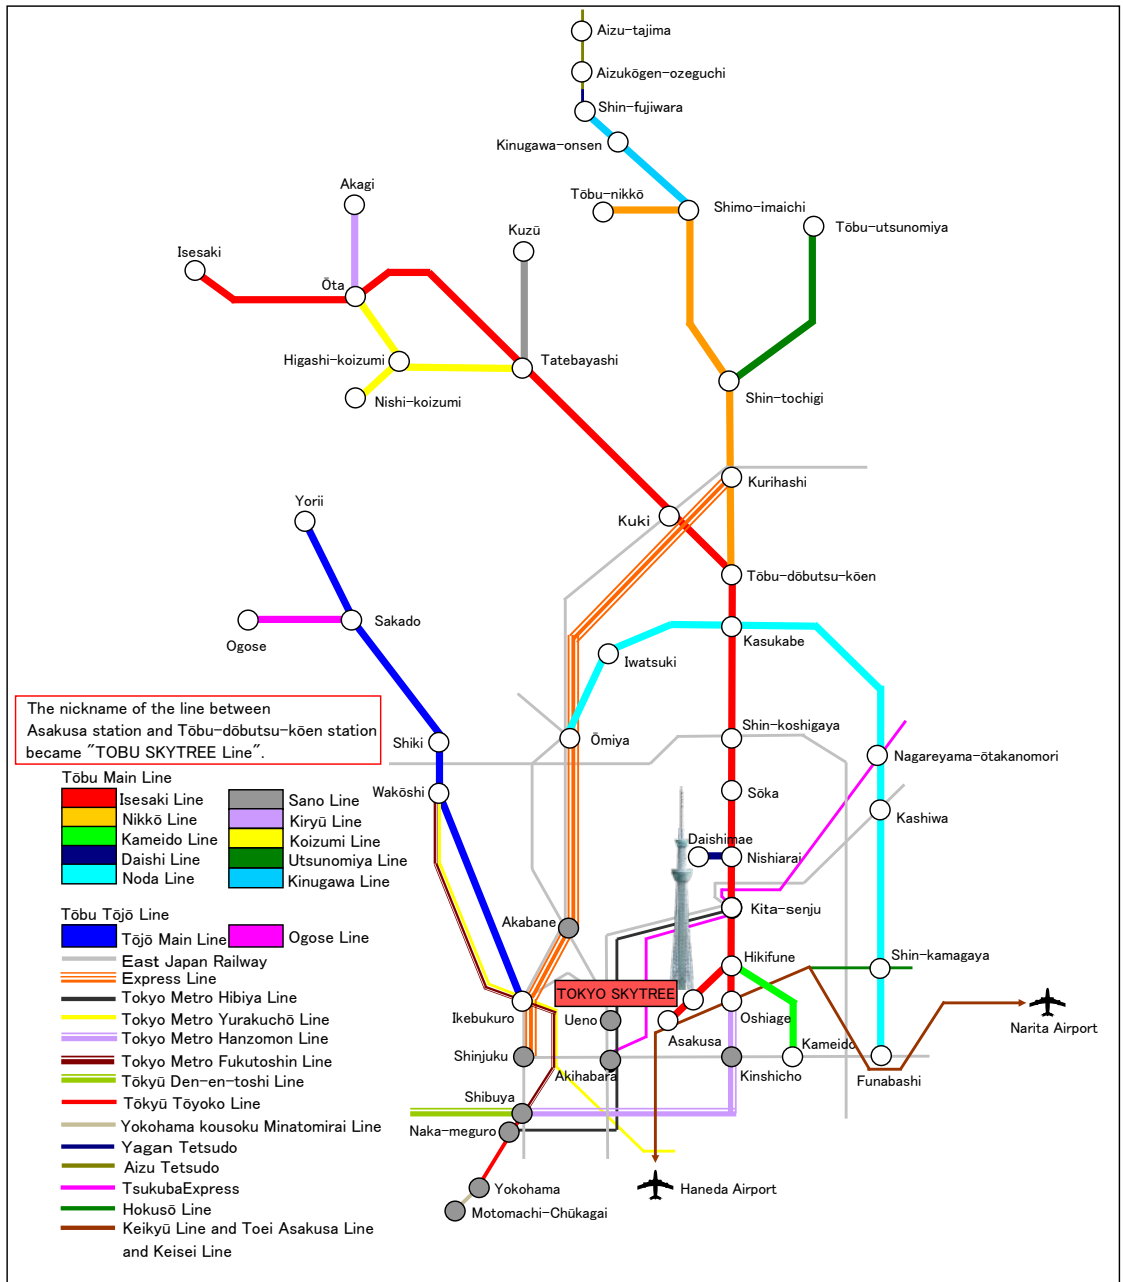 Aizu-tajima
Aizukōgen-ozeguchi
Shin-fujiwara
Kinugawa-onsen
Akagi
Tōbu-nikkō
Shimo-imaichi
Kuzū
Tōbu-utsunomiya
Isesaki
Ōta
Higashi-koizumi
Tatebayashi
Nishi-koizumi
Shin-tochigi
Kurihashi
Yorii
Kuki
Tōbu-dōbutsu-kōen
Sakado
Kasukabe
Ogose
Iwatsuki
The nickname of the line between
Asakusa station and Tōbu-dōbutsu-kōen station
became "TOBU SKYTREE Line".
Shin-koshigaya
Shiki
Ōmiya
Nagareyama-ōtakanomori
Wakōshi
Sōka
Kashiwa
Daishimae
Nishiarai
Kita-senju
Akabane
Hikifune
Shin-kamagaya
TOKYO SKYTREE
Ikebukuro
Ueno
Oshiage
Asakusa
Narita Airport
Kameido
Shinjuku
Akihabara
Kinshicho
Funabashi
Shibuya
Naka-meguro
Yokohama
Haneda Airport
Motomachi-Chūkagai
Tōbu Main Line
Isesaki Line
Nikkō Line
Kameido Line
Daishi Line
Noda Line
Sano Line
Kiryū Line
Koizumi Line
Utsunomiya Line
Kinugawa Line
Tōbu Tōjō Line
Tōjō Main Line
Ogose Line
East Japan Railway
Express Line
Tokyo Metro Hibiya Line
Tokyo Metro Yurakuchō Line
Tokyo Metro Hanzomon Line
Tokyo Metro Fukutoshin Line
Tōkyū Den-en-toshi Line
Tōkyū Tōyoko Line
Yokohama kousoku Minatomirai Line
Yagan Tetsudo
Aizu Tetsudo
TsukubaExpress
Hokusō Line
Keikyū Line and Toei Asakusa Line
and Keisei Line